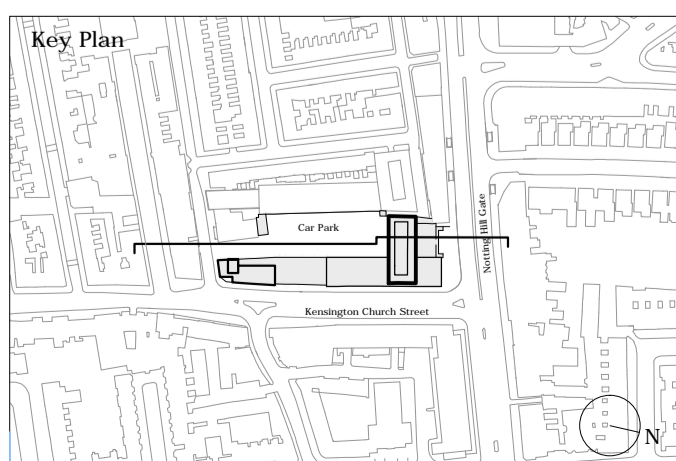 Key Plan
Car Park
Notting Hill Gate
Kensington Church Street
N